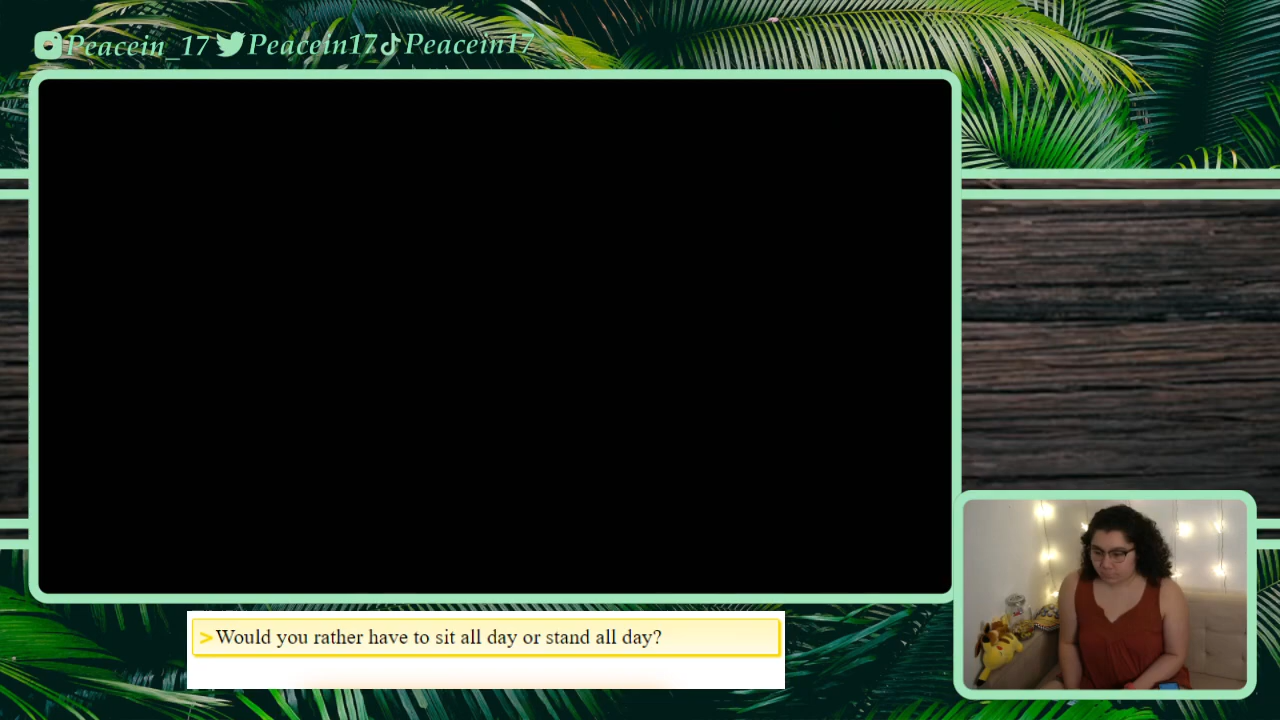 Peacein_17 Peacein17 Peacein17
>Would you rather have to sit all day or stand all day?